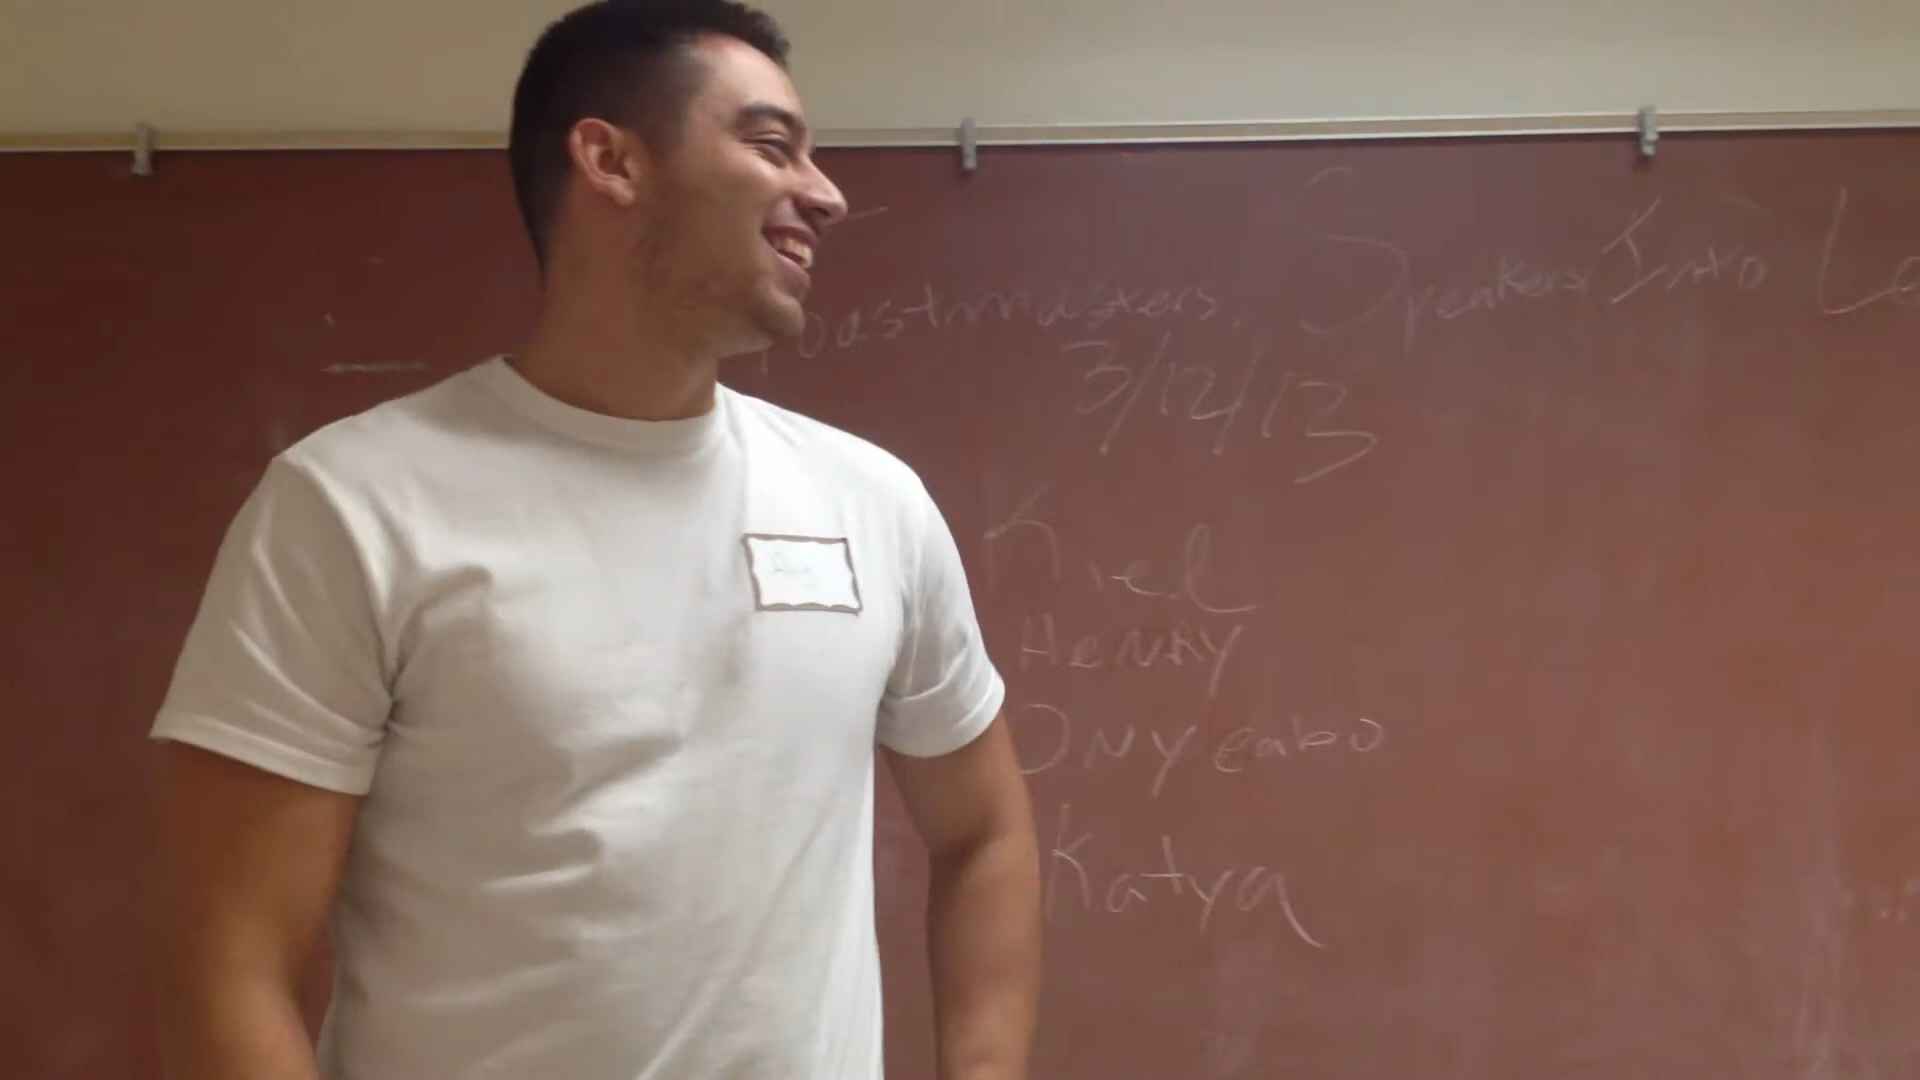 Toastmasters, Speakers Into
3/12/13
Kiel
Henry
Onyeabo
Katya